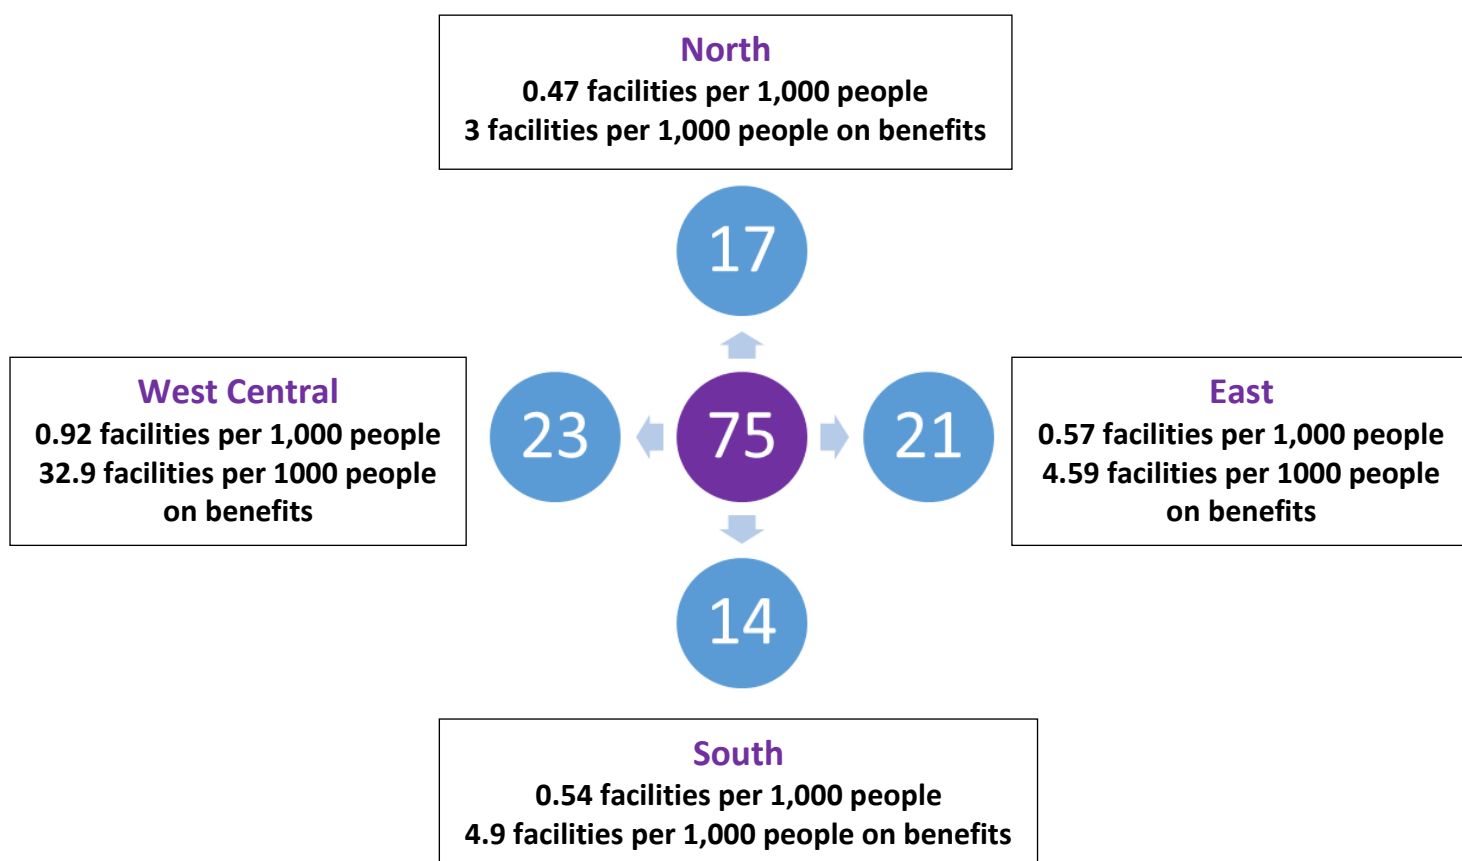 North
0.47 facilities per 1,000 people
3 facilities per 1,000 people on benefits
17
West Central
0.92 facilities per 1,000 people
32.9 facilities per 1000 people
on benefits
23
75
21
East
0.57 facilities per 1,000 people
4.59 facilities per 1000 people
on benefits
14
South
0.54 facilities per 1,000 people
4.9 facilities per 1,000 people on benefits